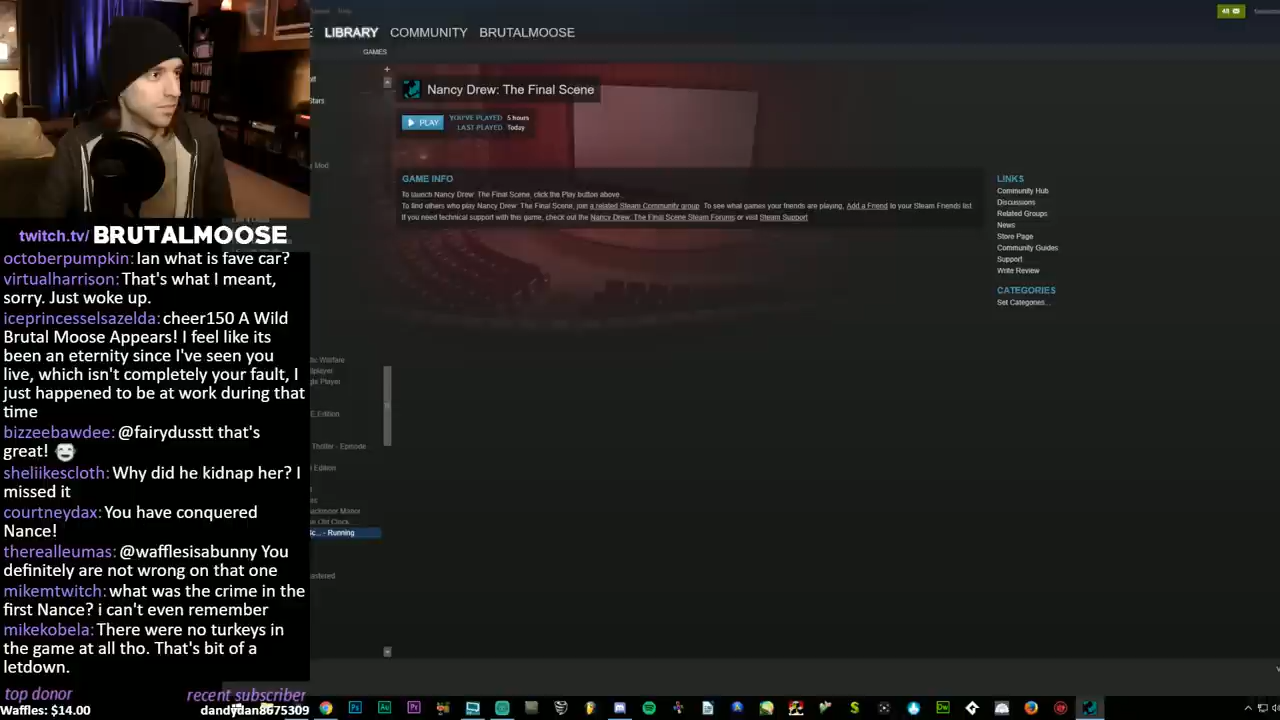 LIBRARY COMMUNITY BRUTALMOOSE
GAMES
Nancy Drew: The Final Scene
PLAY
YOU'VE PLAYED 5 hours
LAST PLAYED Today
GAME INFO
To launch Nancy Drew: The Final Scene, click the Play button above.
To find others who play Nancy Drew: The Final Scene, join a related Steam Community group. To see what games your friends are playing, Add a Friend to your Steam Friends list.
If you need technical support with this game, check out the Nancy Drew: The Final Scene Steam Forums or visit Steam Support
LINKS
Community Hub
Discussions
Related Groups
News
Store Page
Community Guides
Support
Write Review
CATEGORIES
Set Categories...
Stars
Mod
E Edition
Thriller - Episode
- Running
twitch.tv/BRUTALMOOSE
octoberpumpkin: Ian what is fave car?
virtualharrison: That's what I meant,
sorry. Just woke up.
iceprincesselsazelda: cheer150 A Wild
Brutal Moose Appears! I feel like its
been an eternity since I've seen you
live, which isn't completely your fault, I
just happened to be at work during that
time
bizzeebawdee: @fairydusstt that's
great!
sheliikescloth: Why did he kidnap her? I
missed it
courtneydax: You have conquered
Nance!
therealleumas: @wafflesisabunny You
definitely are not wrong on that one
mikemtwitch: what was the crime in the
first Nance? i can't even remember
mikekobela: There were no turkeys in
the game at all tho. That's bit of a
letdown.
top donor recent subscriber
Waffles: $14.00 dandydan8675309